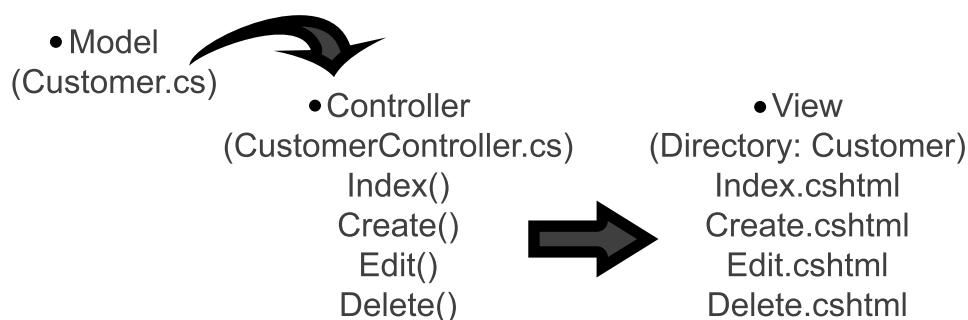 • Model
(Customer.cs)
• Controller
(CustomerController.cs)
Index()
Create()
Edit()
Delete()
• View
(Directory: Customer)
Index.cshtml
Create.cshtml
Edit.cshtml
Delete.cshtml